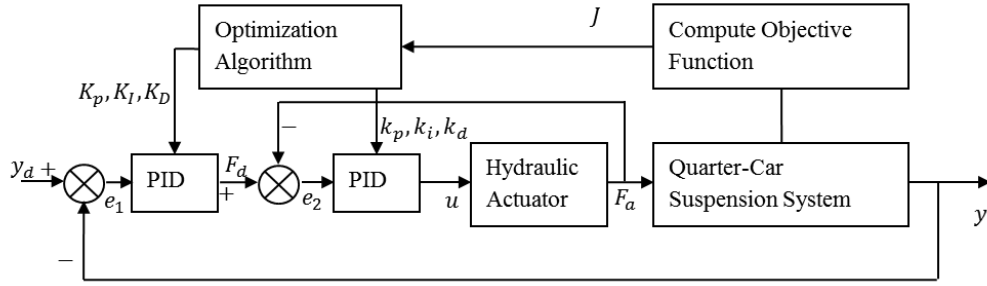 J
Optimization
Algorithm
Compute Objective
Function
K_p, K_I, K_D
−
k_p, k_i, k_d
y_d +
e_1
PID
F_d
+
e_2
PID
u
Hydraulic
Actuator
F_a
Quarter-Car
Suspension System
y
−